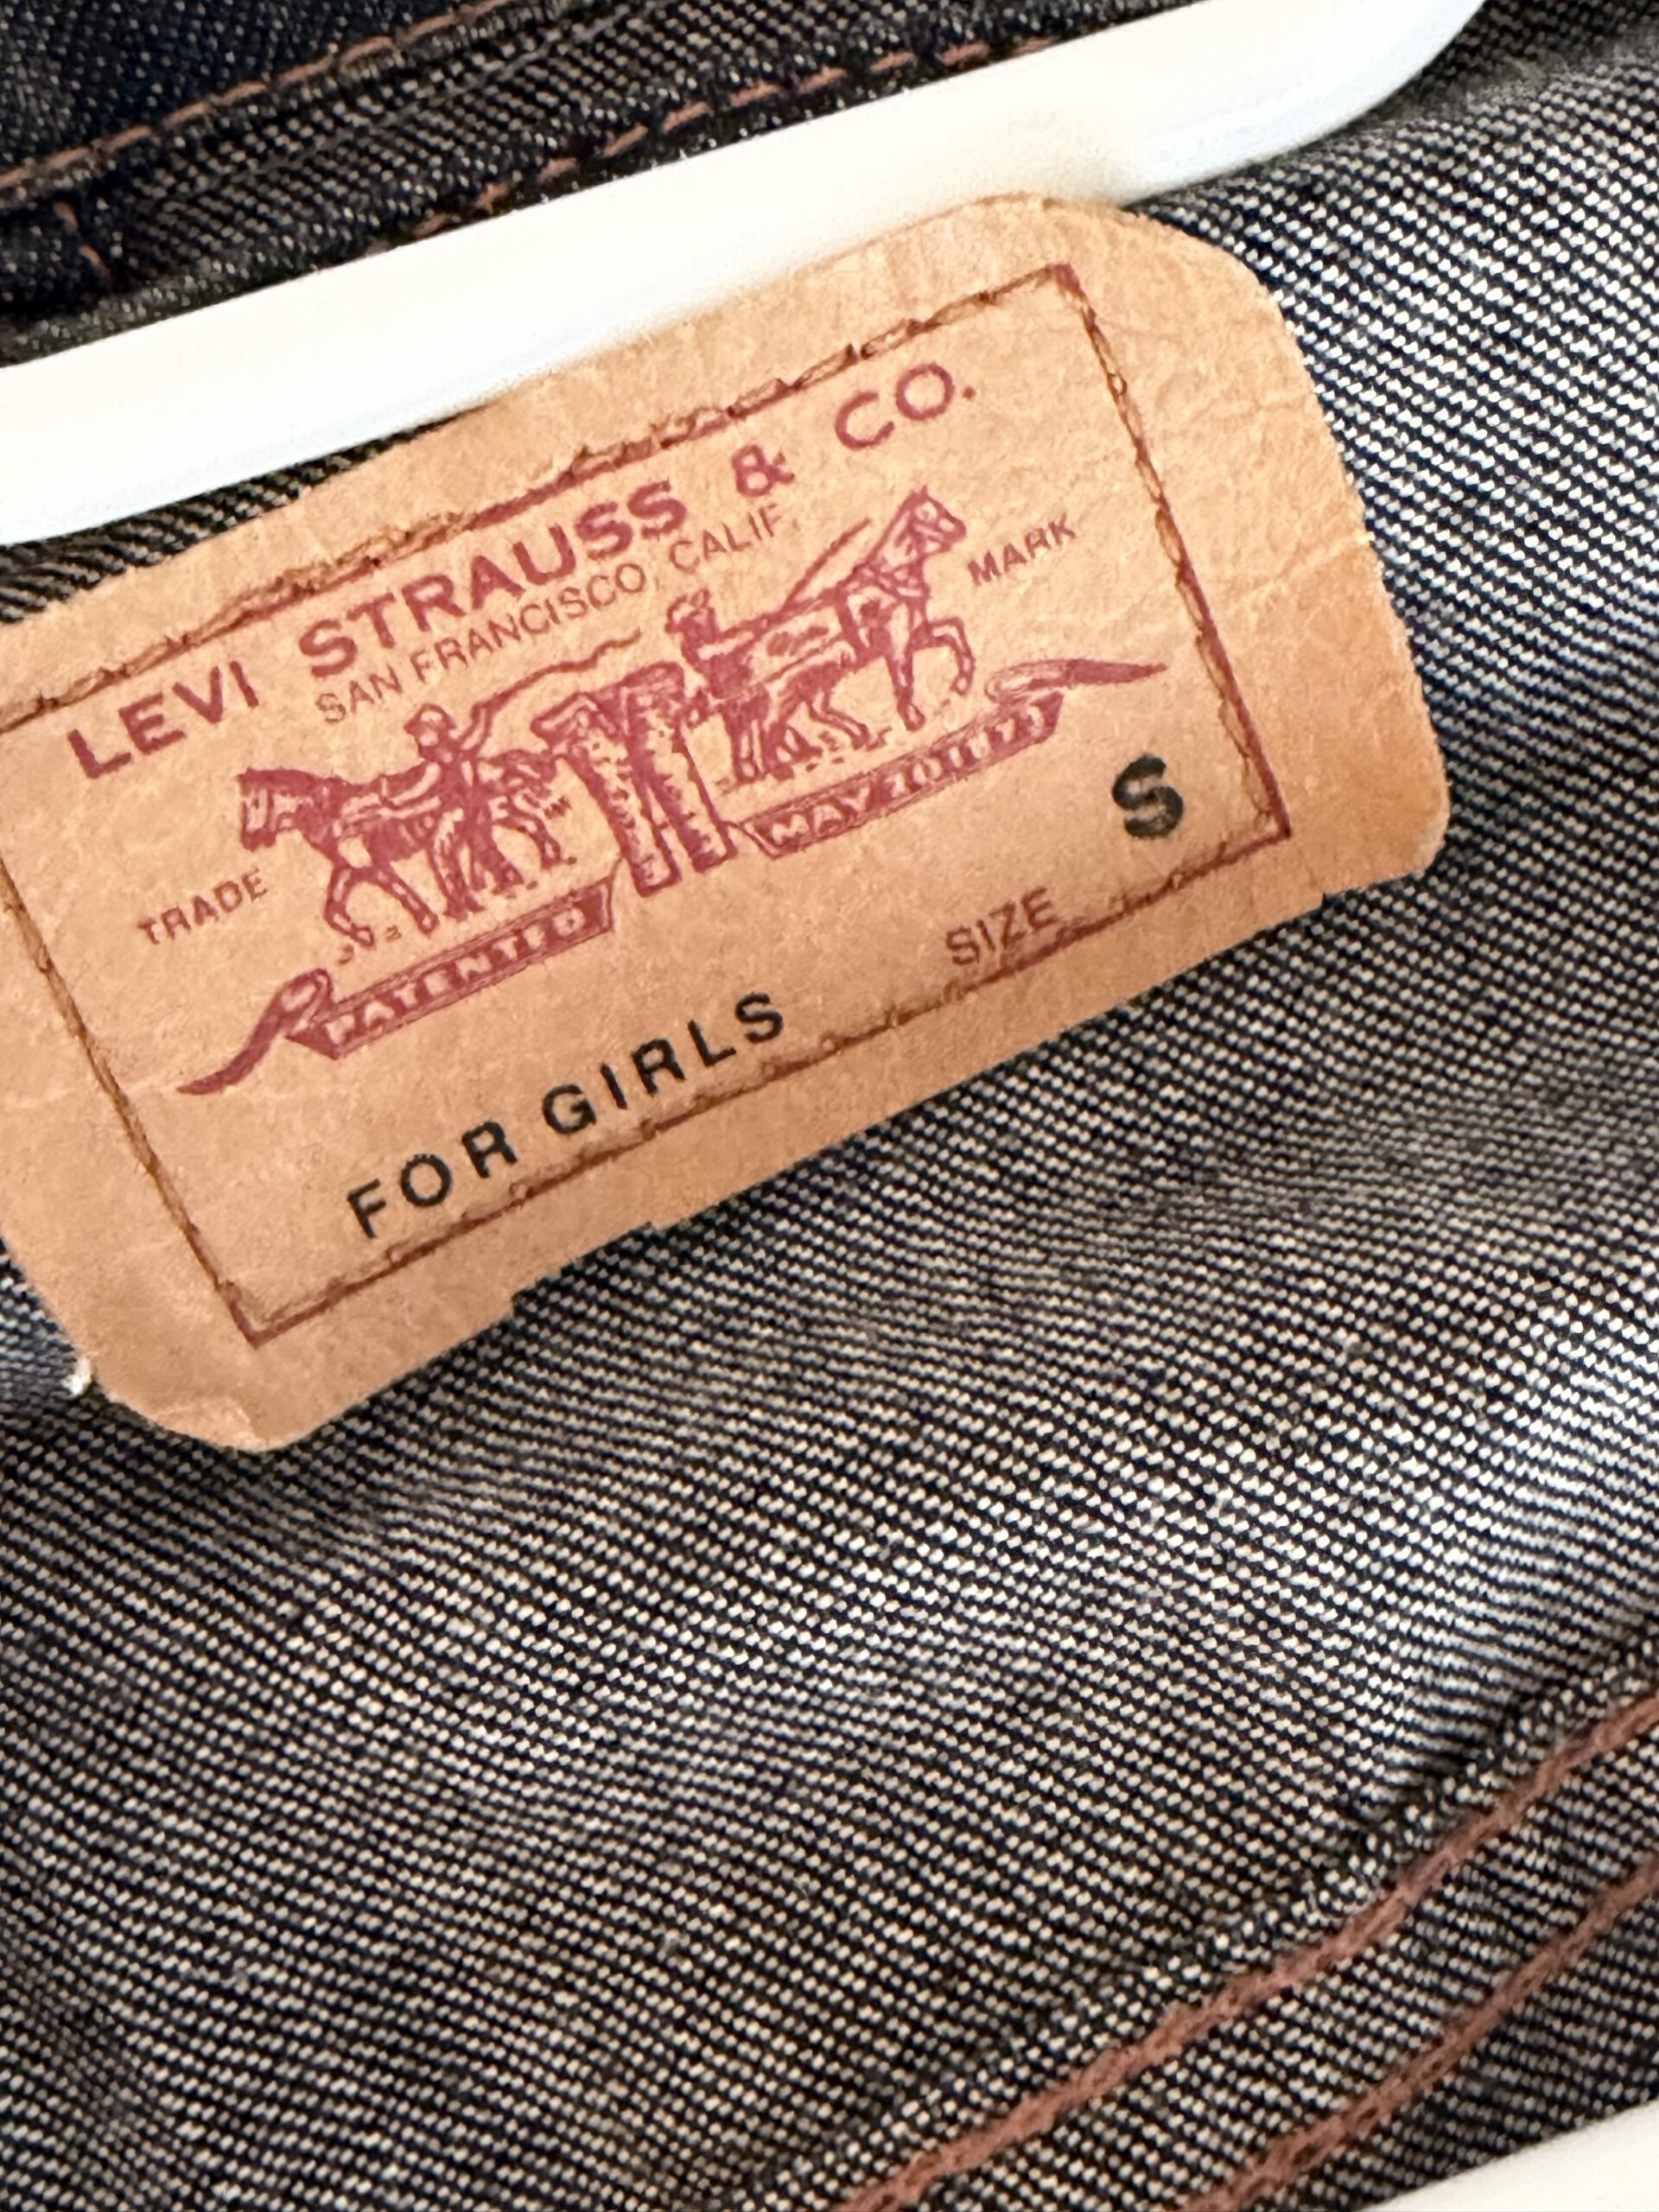 LEVI STRAUSS & CO.
SAN FRANCISCO, CALIF.
TRADE MARK
PATENTED MAY 20 1873
S
FOR GIRLS SIZE